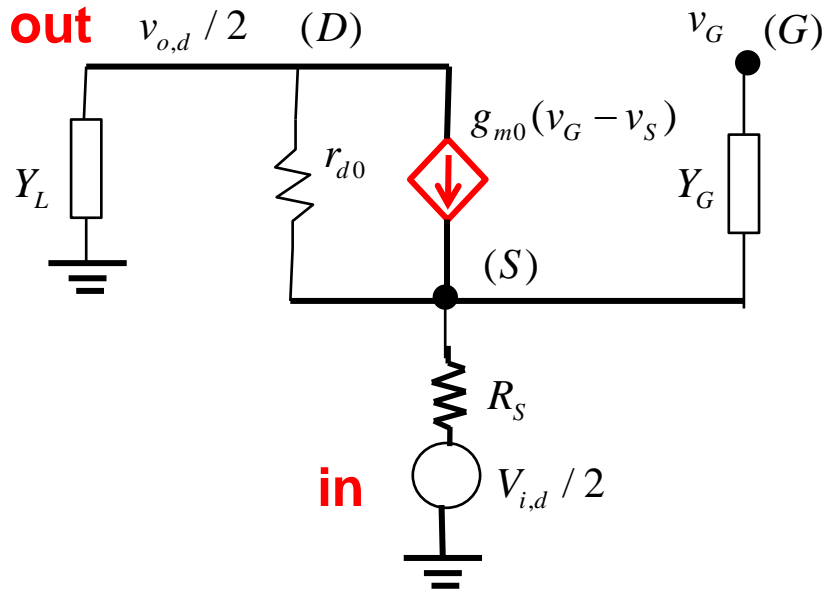 out
v_{o,d} / 2
(D)
v_G
(G)
g_{m0}(v_G − v_S)
r_{d0}
Y_L
Y_G
(S)
R_S
in
V_{i,d} / 2